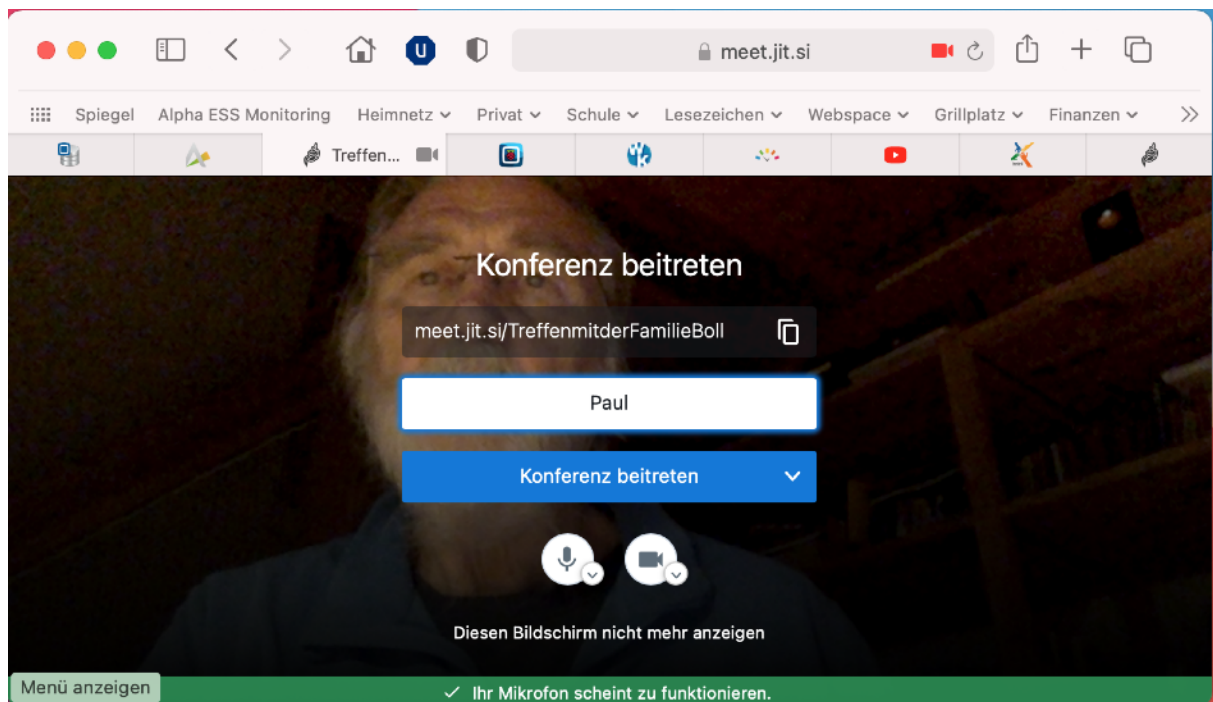 meet.jit.si
Spiegel Alpha ESS Monitoring Heimnetz Privat Schule Lesezeichen Webspace Grillplatz Finanzen
Treffen...
Konferenz beitreten
meet.jit.si/TreffenmitderFamilieBoll
Paul
Konferenz beitreten
Diesen Bildschirm nicht mehr anzeigen
Menü anzeigen
Ihr Mikrofon scheint zu funktionieren.